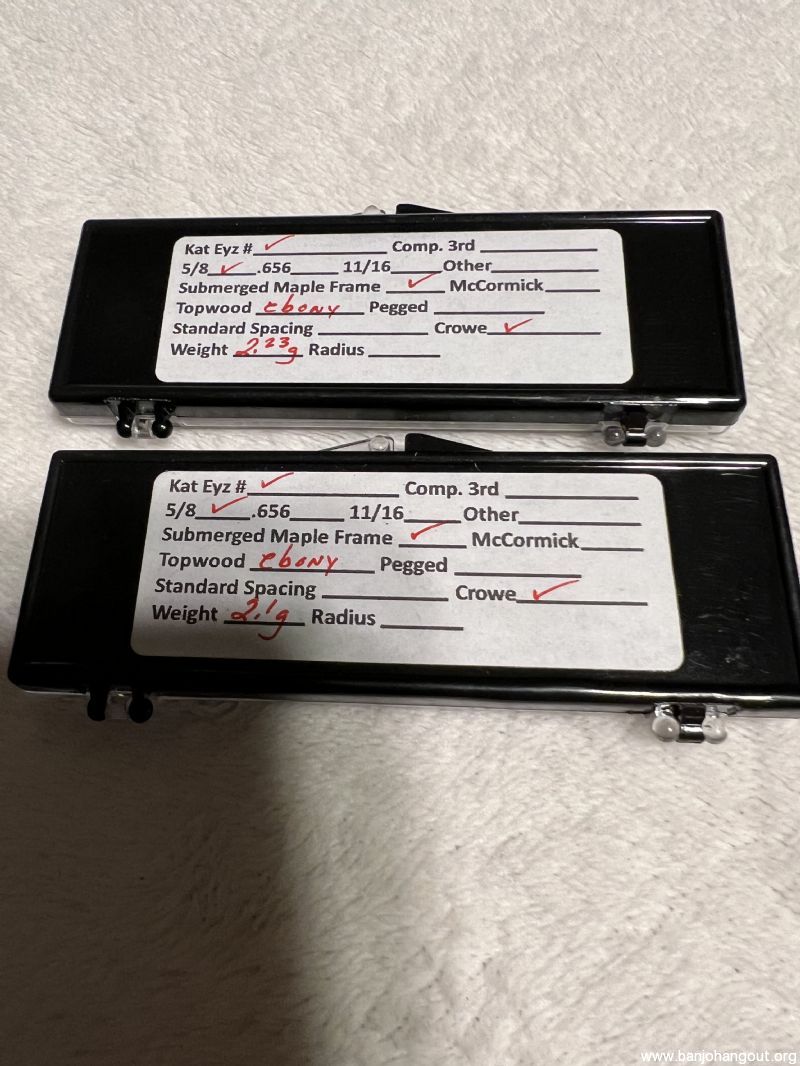 Kat Eyz #✓ Comp. 3rd
5/8 ✓ .656 11/16 Other
Submerged Maple Frame ✓ McCormick
Topwood ebony Pegged
Standard Spacing Crowe ✓
Weight 2.23g Radius
Kat Eyz #✓ Comp. 3rd
5/8 ✓ .656 11/16 Other
Submerged Maple Frame ✓ McCormick
Topwood ebony Pegged
Standard Spacing Crowe ✓
Weight 2.1g Radius
www.banjohangout.org